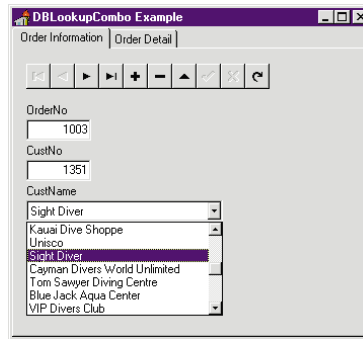 DBLookupCombo Example
Order Information Order Detail
OrderNo
1003
CustNo
1351
CustName
Sight Diver
Kauai Dive Shoppe
Unisco
Sight Diver
Cayman Divers World Unlimited
Tom Sawyer Diving Centre
Blue Jack Aqua Center
VIP Divers Club